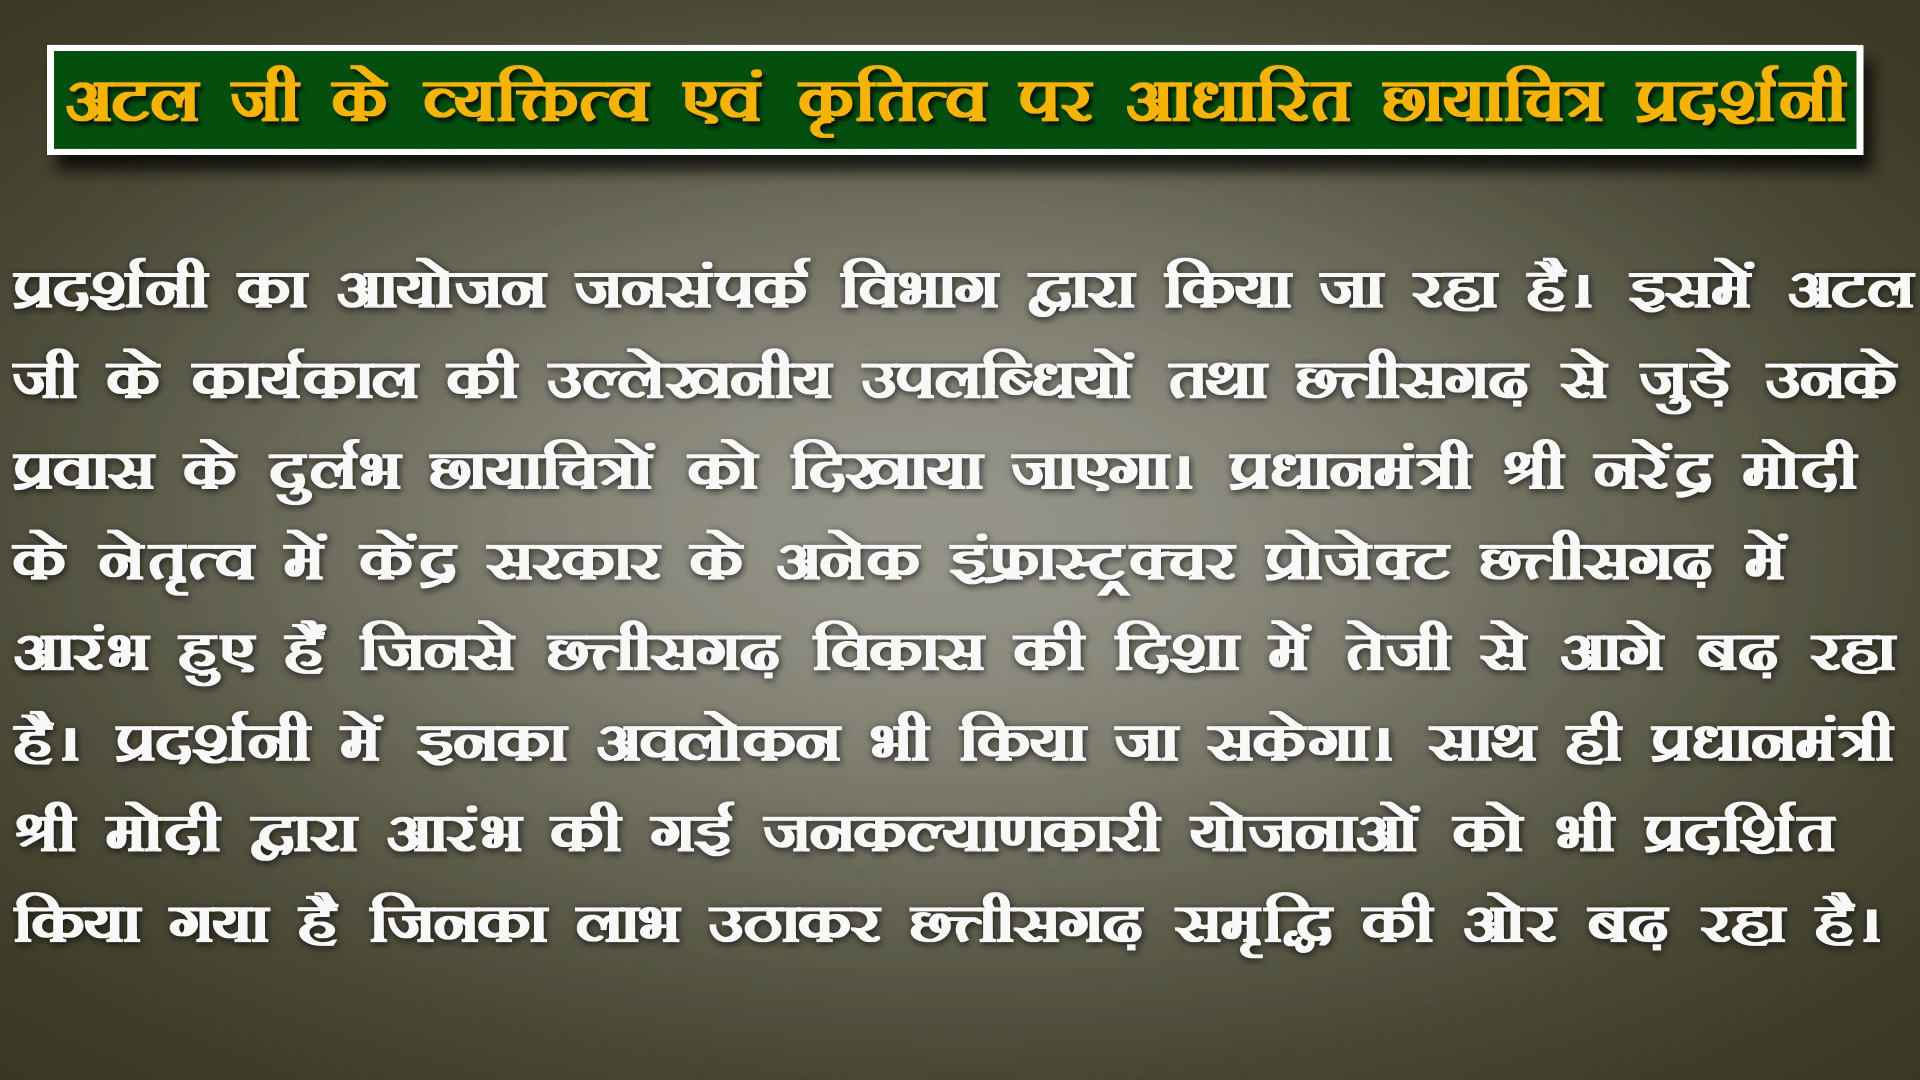 अटल जी के व्यक्तित्व एवं कृतित्व पर आधारित छायाचित्र प्रदर्शनी
प्रदर्शनी का आयोजन जनसंपर्क विभाग द्वारा किया जा रहा है। इसमें अटल
जी के कार्यकाल की उल्लेखनीय उपलब्धियों तथा छत्तीसगढ़ से जुड़े उनके
प्रवास के दुर्लभ छायाचित्रों को दिखाया जाएगा। प्रधानमंत्री श्री नरेंद्र मोदी
के नेतृत्व में केंद्र सरकार के अनेक इंफ्रास्ट्रक्चर प्रोजेक्ट छत्तीसगढ़ में
आरंभ हुए हैं जिनसे छत्तीसगढ़ विकास की दिशा में तेजी से आगे बढ़ रहा
है। प्रदर्शनी में इनका अवलोकन भी किया जा सकेगा। साथ ही प्रधानमंत्री
श्री मोदी द्वारा आरंभ की गई जनकल्याणकारी योजनाओं को भी प्रदर्शित
किया गया है जिनका लाभ उठाकर छत्तीसगढ़ समृद्धि की ओर बढ़ रहा है।